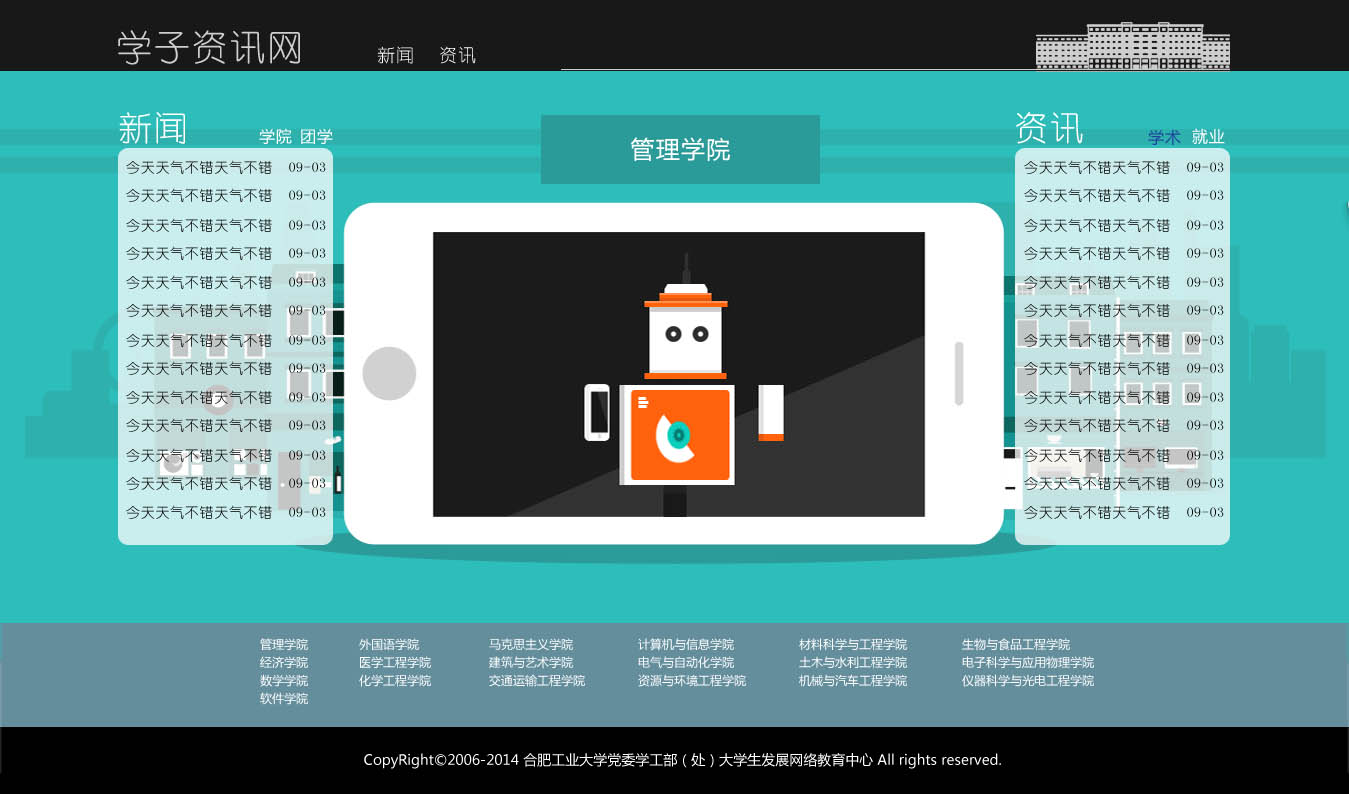 学子资讯网 新闻 资讯
新闻 学院 团学
今天天气不错天气不错 09-03
今天天气不错天气不错 09-03
今天天气不错天气不错 09-03
今天天气不错天气不错 09-03
今天天气不错天气不错 09-03
今天天气不错天气不错 09-03
今天天气不错天气不错 09-03
今天天气不错天气不错 09-03
今天天气不错天气不错 09-03
今天天气不错天气不错 09-03
今天天气不错天气不错 09-03
今天天气不错天气不错 09-03
今天天气不错天气不错 09-03
管理学院
资讯 学术 就业
今天天气不错天气不错 09-03
今天天气不错天气不错 09-03
今天天气不错天气不错 09-03
今天天气不错天气不错 09-03
今天天气不错天气不错 09-03
今天天气不错天气不错 09-03
今天天气不错天气不错 09-03
今天天气不错天气不错 09-03
今天天气不错天气不错 09-03
今天天气不错天气不错 09-03
今天天气不错天气不错 09-03
今天天气不错天气不错 09-03
今天天气不错天气不错 09-03
管理学院 外国语学院 马克思主义学院 计算机与信息学院 材料科学与工程学院 生物与食品工程学院
经济学院 医学工程学院 建筑与艺术学院 电气与自动化学院 土木与水利工程学院 电子科学与应用物理学院
数学学院 化学工程学院 交通运输工程学院 资源与环境工程学院 机械与汽车工程学院 仪器科学与光电工程学院
软件学院
CopyRight©2006-2014 合肥工业大学党委学工部（处）大学生发展网络教育中心 All rights reserved.